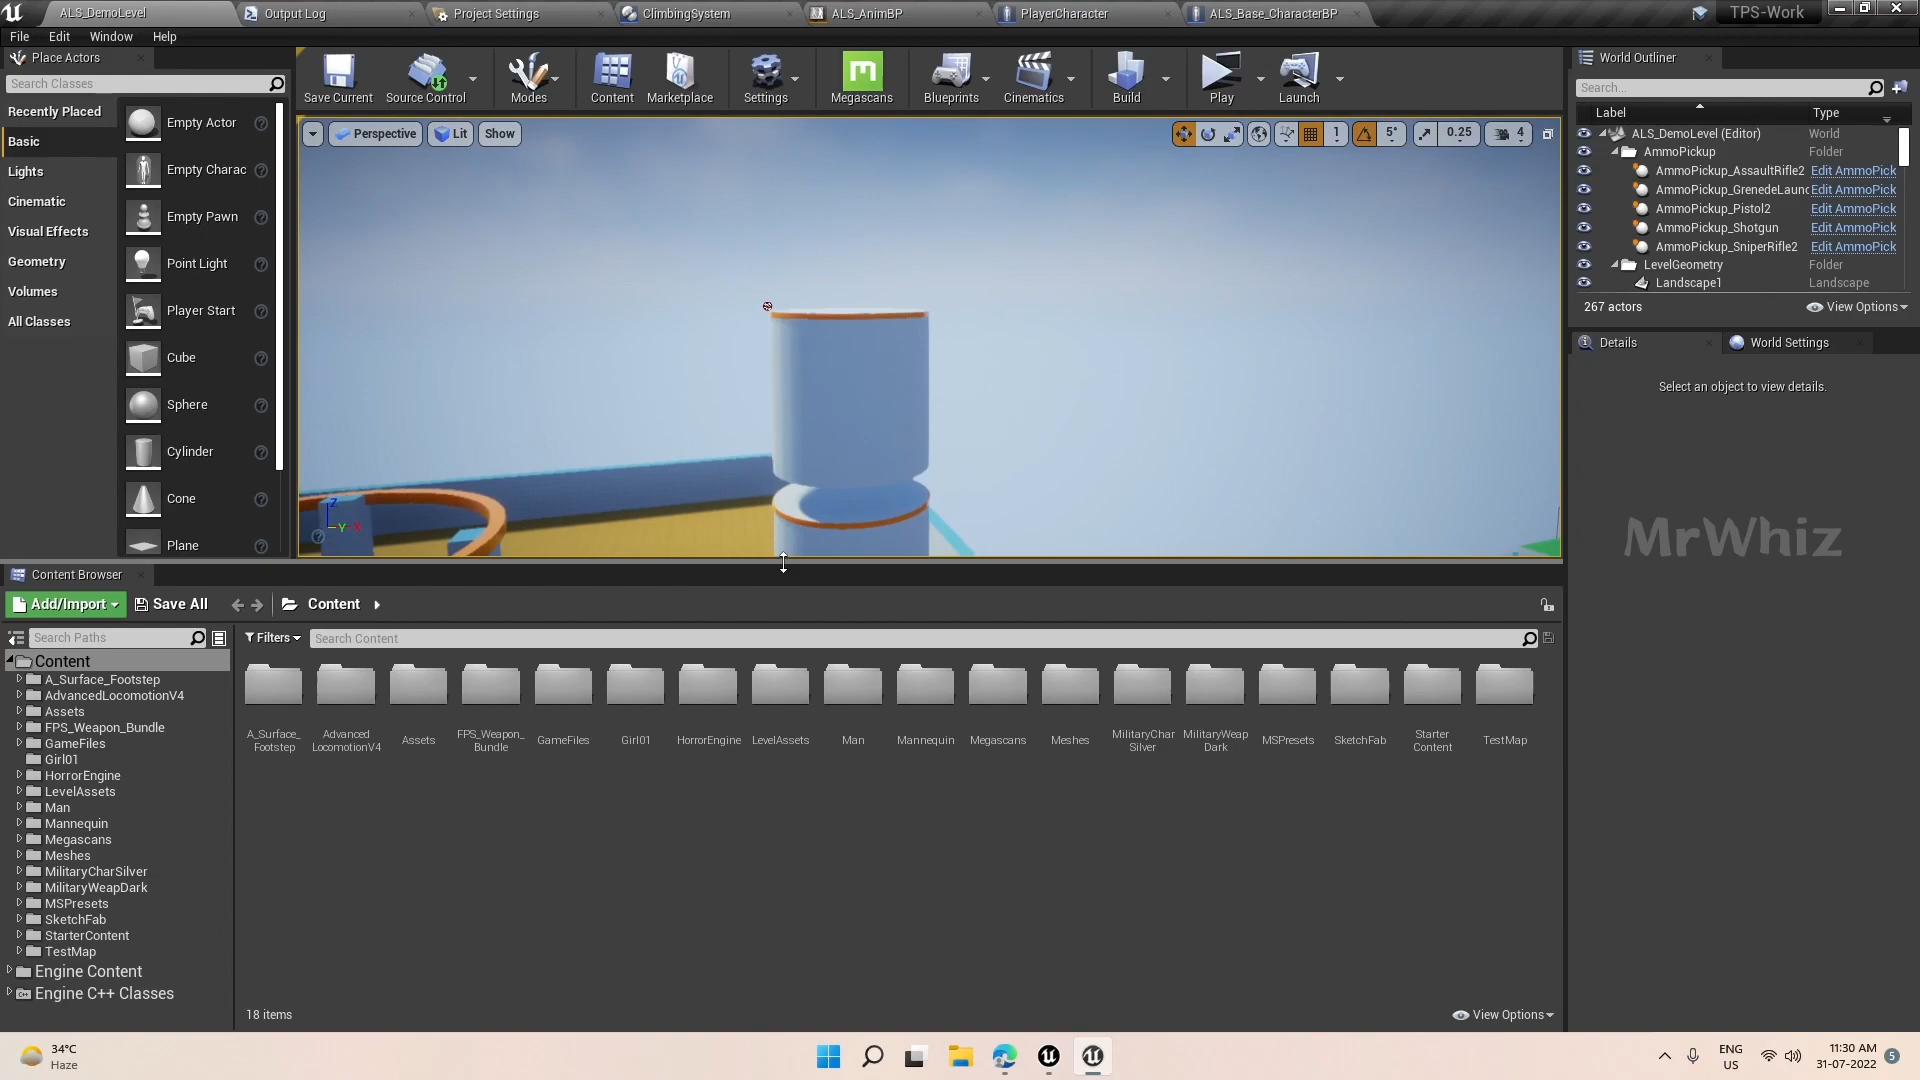 ALS_DemoLevel
Output Log
Project Settings
ClimbingSystem
ALS_AnimBP
PlayerCharacter
ALS_Base_CharacterBP
TPS-Work
File Edit Window Help
Place Actors
Search Classes
Recently Placed
Basic
Lights
Cinematic
Visual Effects
Geometry
Volumes
All Classes
Empty Actor
Empty Charac
Empty Pawn
Point Light
Player Start
Cube
Sphere
Cylinder
Cone
Plane
Save Current
Source Control
Modes
Content
Marketplace
Settings
Megascans
Blueprints
Cinematics
Build
Play
Launch
Perspective
Lit
Show
1
5°
0.25
4
Z
Y X
World Outliner
Search...
Label Type
ALS_DemoLevel (Editor) World
AmmoPickup Folder
AmmoPickup_AssaultRifle2 Edit AmmoPick
AmmoPickup_GrenedeLaunc Edit AmmoPick
AmmoPickup_Pistol2 Edit AmmoPick
AmmoPickup_Shotgun Edit AmmoPick
AmmoPickup_SniperRifle2 Edit AmmoPick
LevelGeometry Folder
Landscape1 Landscape
267 actors View Options
Details
World Settings
Select an object to view details.
MrWhiz
Content Browser
Add/Import
Save All
Content
Search Paths
Filters
Search Content
Content
A_Surface_Footstep
AdvancedLocomotionV4
Assets
FPS_Weapon_Bundle
GameFiles
Girl01
HorrorEngine
LevelAssets
Man
Mannequin
Megascans
Meshes
MilitaryCharSilver
MilitaryWeapDark
MSPresets
SketchFab
StarterContent
TestMap
Engine Content
Engine C++ Classes
A_Surface_
Footstep
Advanced
LocomotionV4
Assets
FPS_Weapon_
Bundle
GameFiles
Girl01
HorrorEngine
LevelAssets
Man
Mannequin
Megascans
Meshes
MilitaryChar
Silver
MilitaryWeap
Dark
MSPresets
SketchFab
Starter
Content
TestMap
18 items
View Options
34°C
Haze
ENG
US
11:30 AM
31-07-2022
5